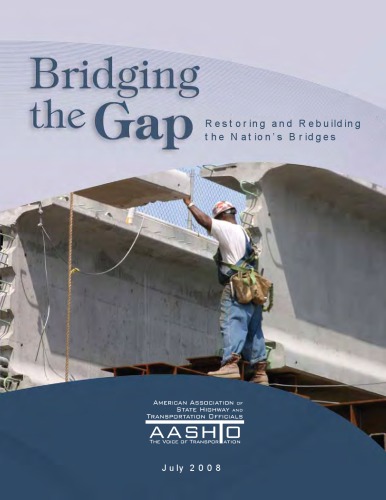 Bridging
the Gap
Restoring and Rebuilding
the Nation's Bridges
American Association of
State Highway and
Transportation Officials
AASHTO
The Voice of Transportation
July 2008